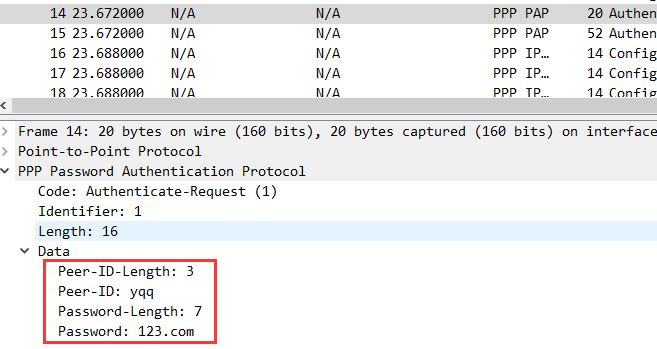 14 23.672000 N/A N/A PPP PAP 20 Authen
15 23.672000 N/A N/A PPP PAP 52 Authen
16 23.688000 N/A N/A PPP IP… 14 Config
17 23.688000 N/A N/A PPP IP… 14 Config
18 23.688000 N/A N/A PPP IP… 14 Config
Frame 14: 20 bytes on wire (160 bits), 20 bytes captured (160 bits) on interface
Point-to-Point Protocol
PPP Password Authentication Protocol
Code: Authenticate-Request (1)
Identifier: 1
Length: 16
Data
Peer-ID-Length: 3
Peer-ID: yqq
Password-Length: 7
Password: 123.com